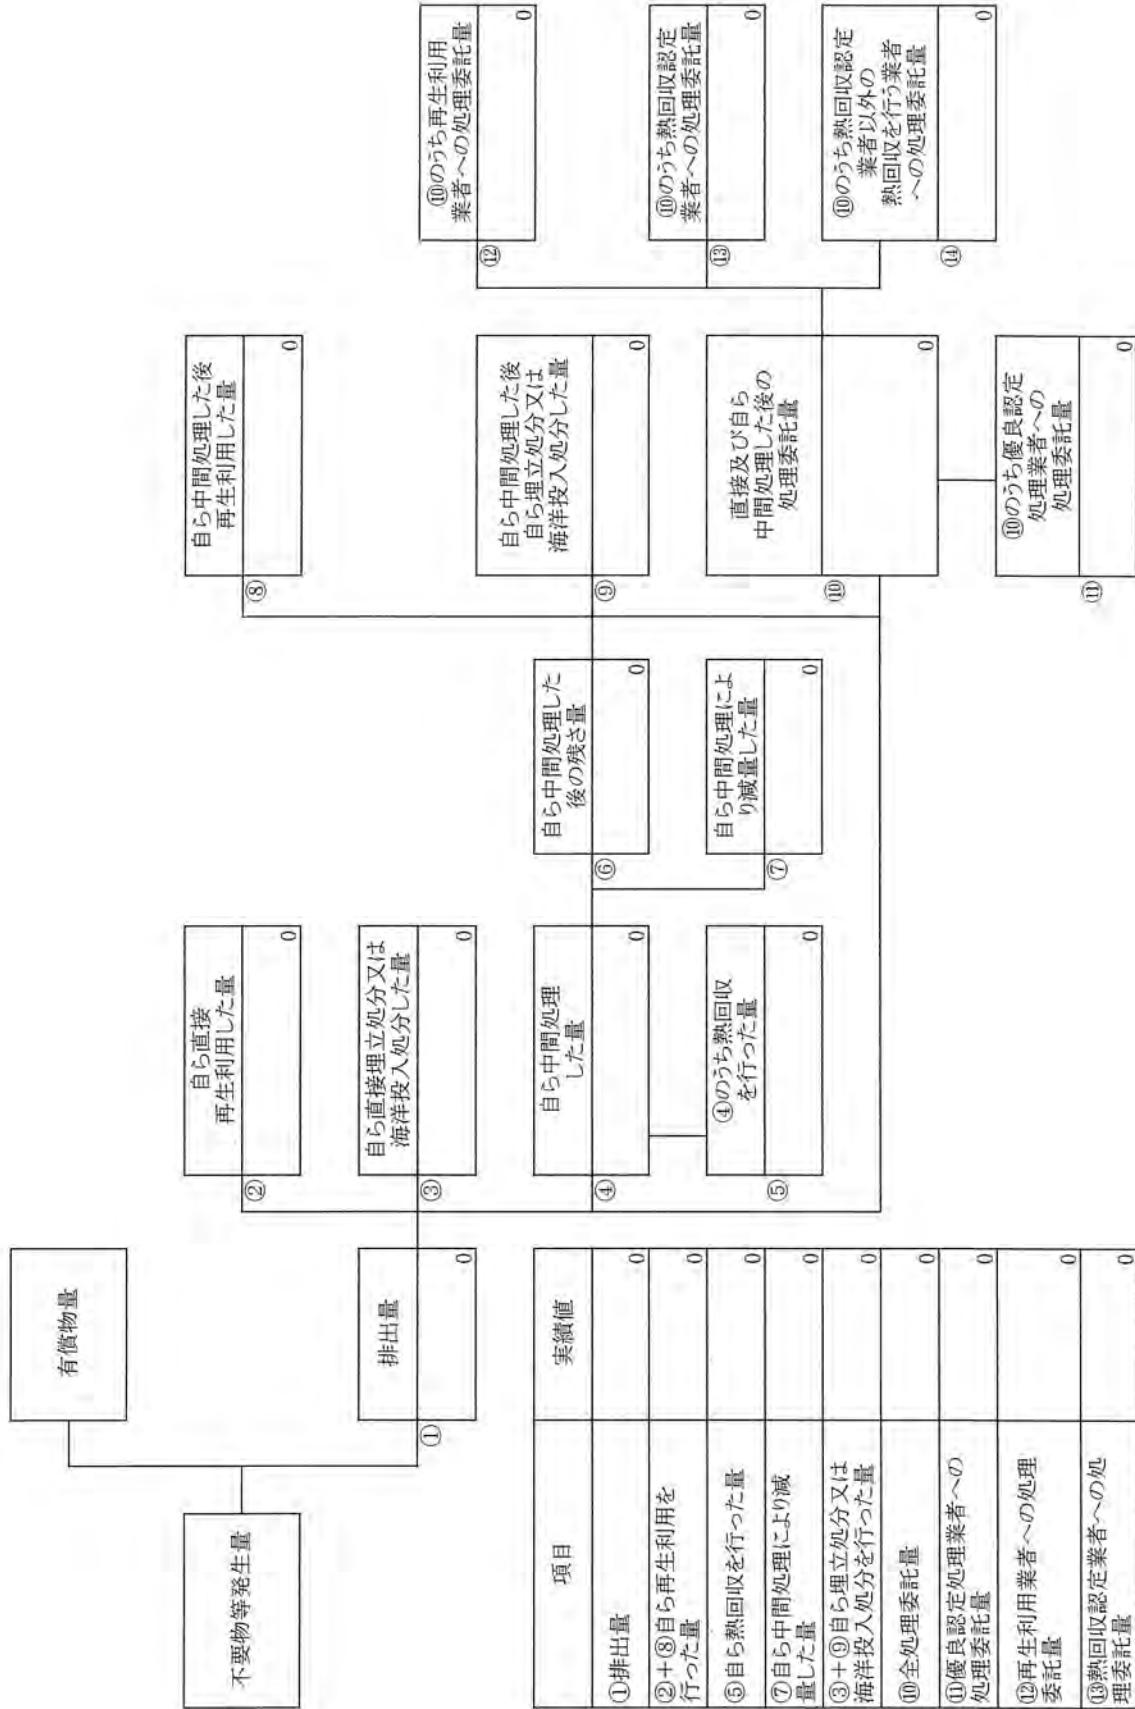 不要物等発生量
有償物量
①
排出量
0
②
自ら直接
再生利用した量
0
③
自ら直接埋立処分又は
海洋投入処分した量
0
④
自ら中間処理
した量
0
⑤
④のうち熱回収
を行った量
0
⑥
自ら中間処理した
後の残さ量
0
⑦
自ら中間処理によ
り減量した量
0
⑧
自ら中間処理した後
再生利用した量
0
⑨
自ら中間処理した後
自ら埋立処分又は
海洋投入処分した量
0
⑩
直接及び自ら
中間処理した後の
処理委託量
0
⑪
⑩のうち優良認定
処理業者への
処理委託量
0
⑫
⑩のうち再生利用
業者への処理委託量
0
⑬
⑩のうち熱回収認定
業者への処理委託量
0
⑭
⑩のうち熱回収認定
業者以外の
熱回収を行う業者
への処理委託量
0
項目 実績値
①排出量 0
②+⑧自ら再生利用を
行った量 0
⑤自ら熱回収を行った量 0
⑦自ら中間処理により減
量した量 0
③+⑨自ら埋立処分又は
海洋投入処分を行った量 0
⑩全処理委託量 0
⑪優良認定処理業者への
処理委託量 0
⑫再生利用業者への処理
委託量 0
⑬熱回収認定業者への処
理委託量 0